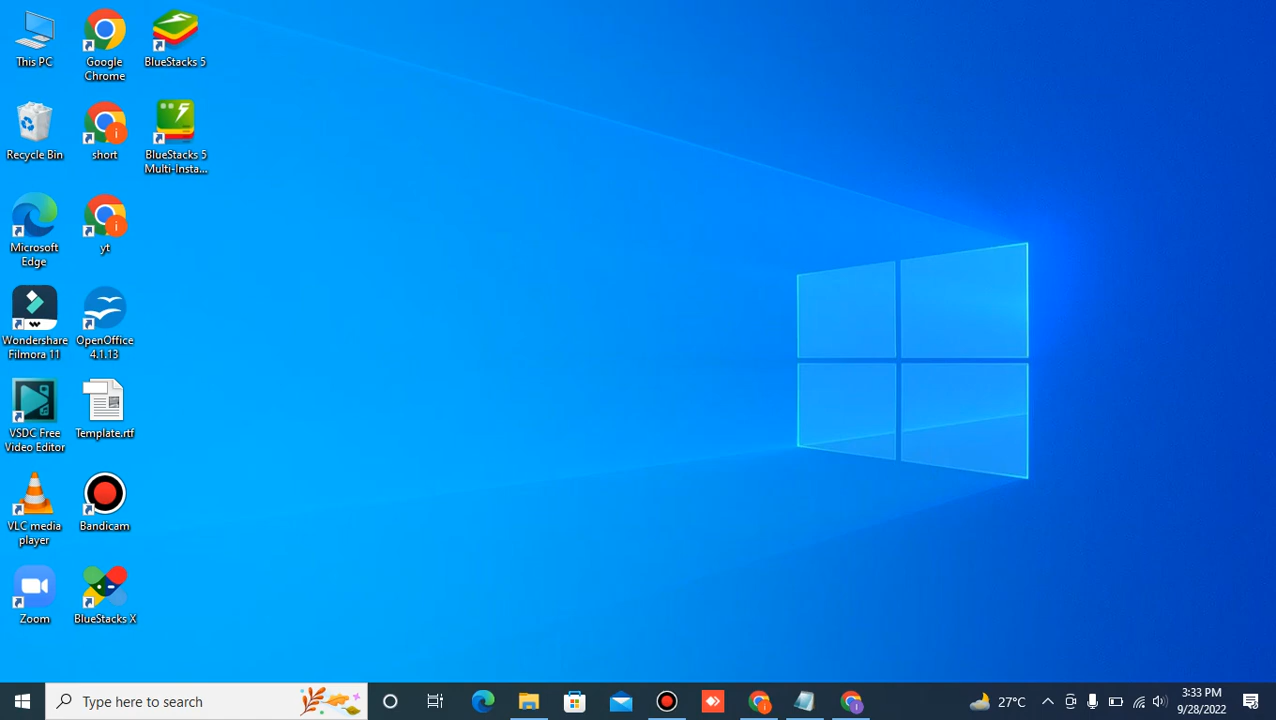 This PC
Google
Chrome
BlueStacks 5
Recycle Bin
short
BlueStacks 5
Multi-Insta...
Microsoft
Edge
yt
Wondershare
Filmora 11
OpenOffice
4.1.13
VSDC Free
Video Editor
Template.rtf
VLC media
player
Bandicam
Zoom
BlueStacks X
Type here to search
27°C
3:33 PM
9/28/2022